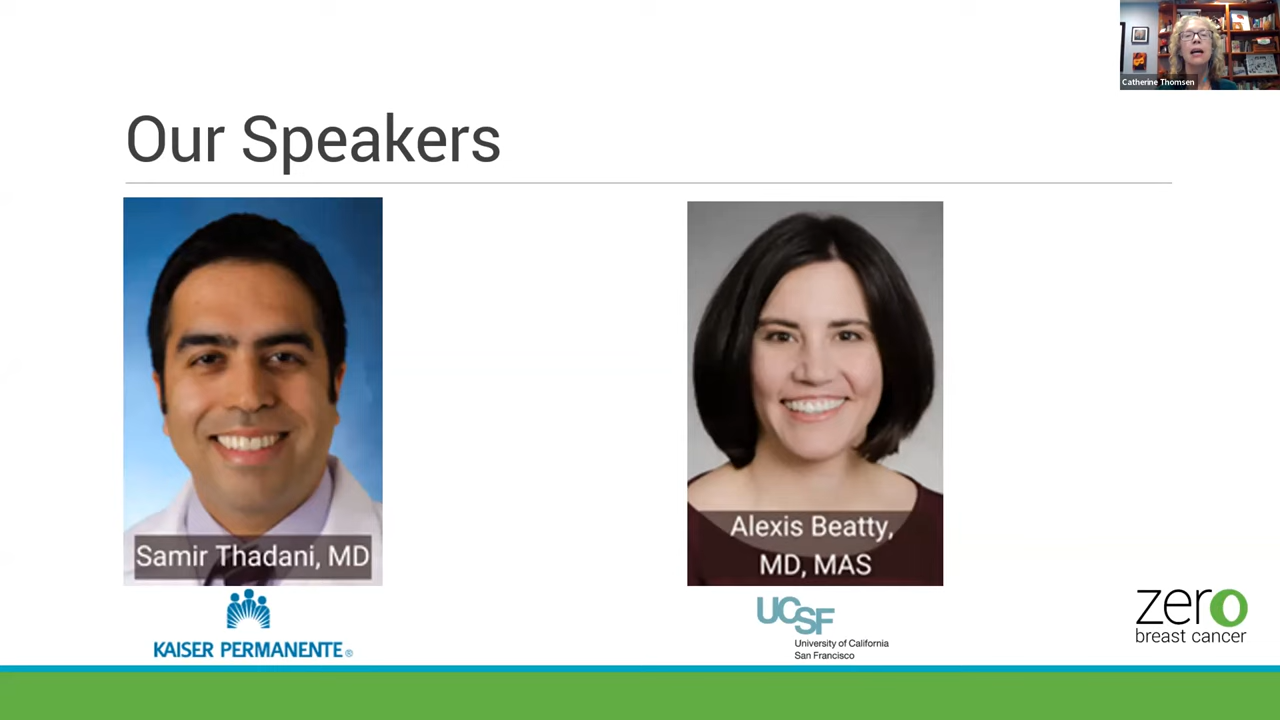 Catherine Thomsen
Our Speakers
Samir Thadani, MD
Alexis Beatty,
MD, MAS
KAISER PERMANENTE®
UCSF
University of California
San Francisco
zero
breast cancer